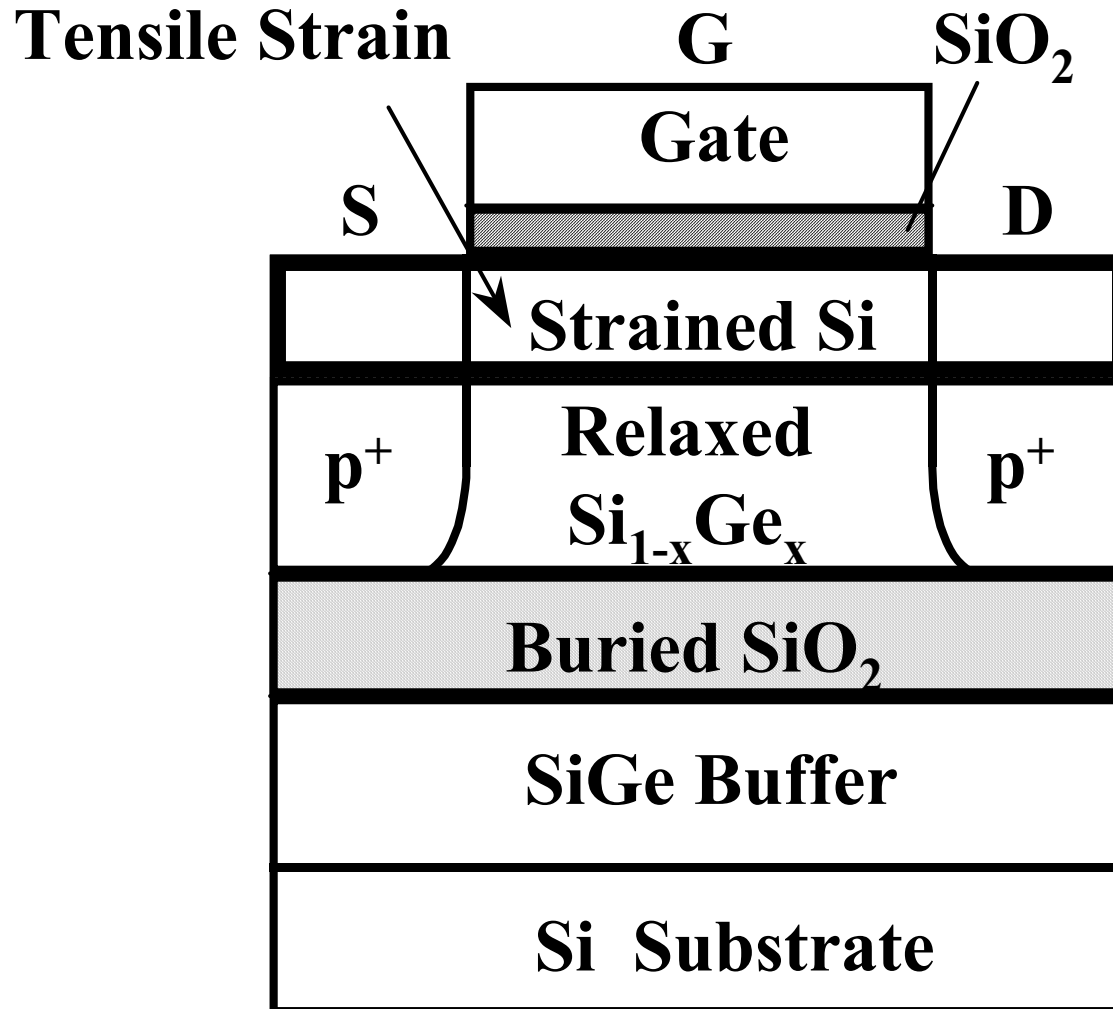 Tensile Strain
G
SiO₂
Gate
S
D
Strained Si
p⁺
Relaxed
Si₁₋ₓGeₓ
p⁺
Buried SiO₂
SiGe Buffer
Si Substrate